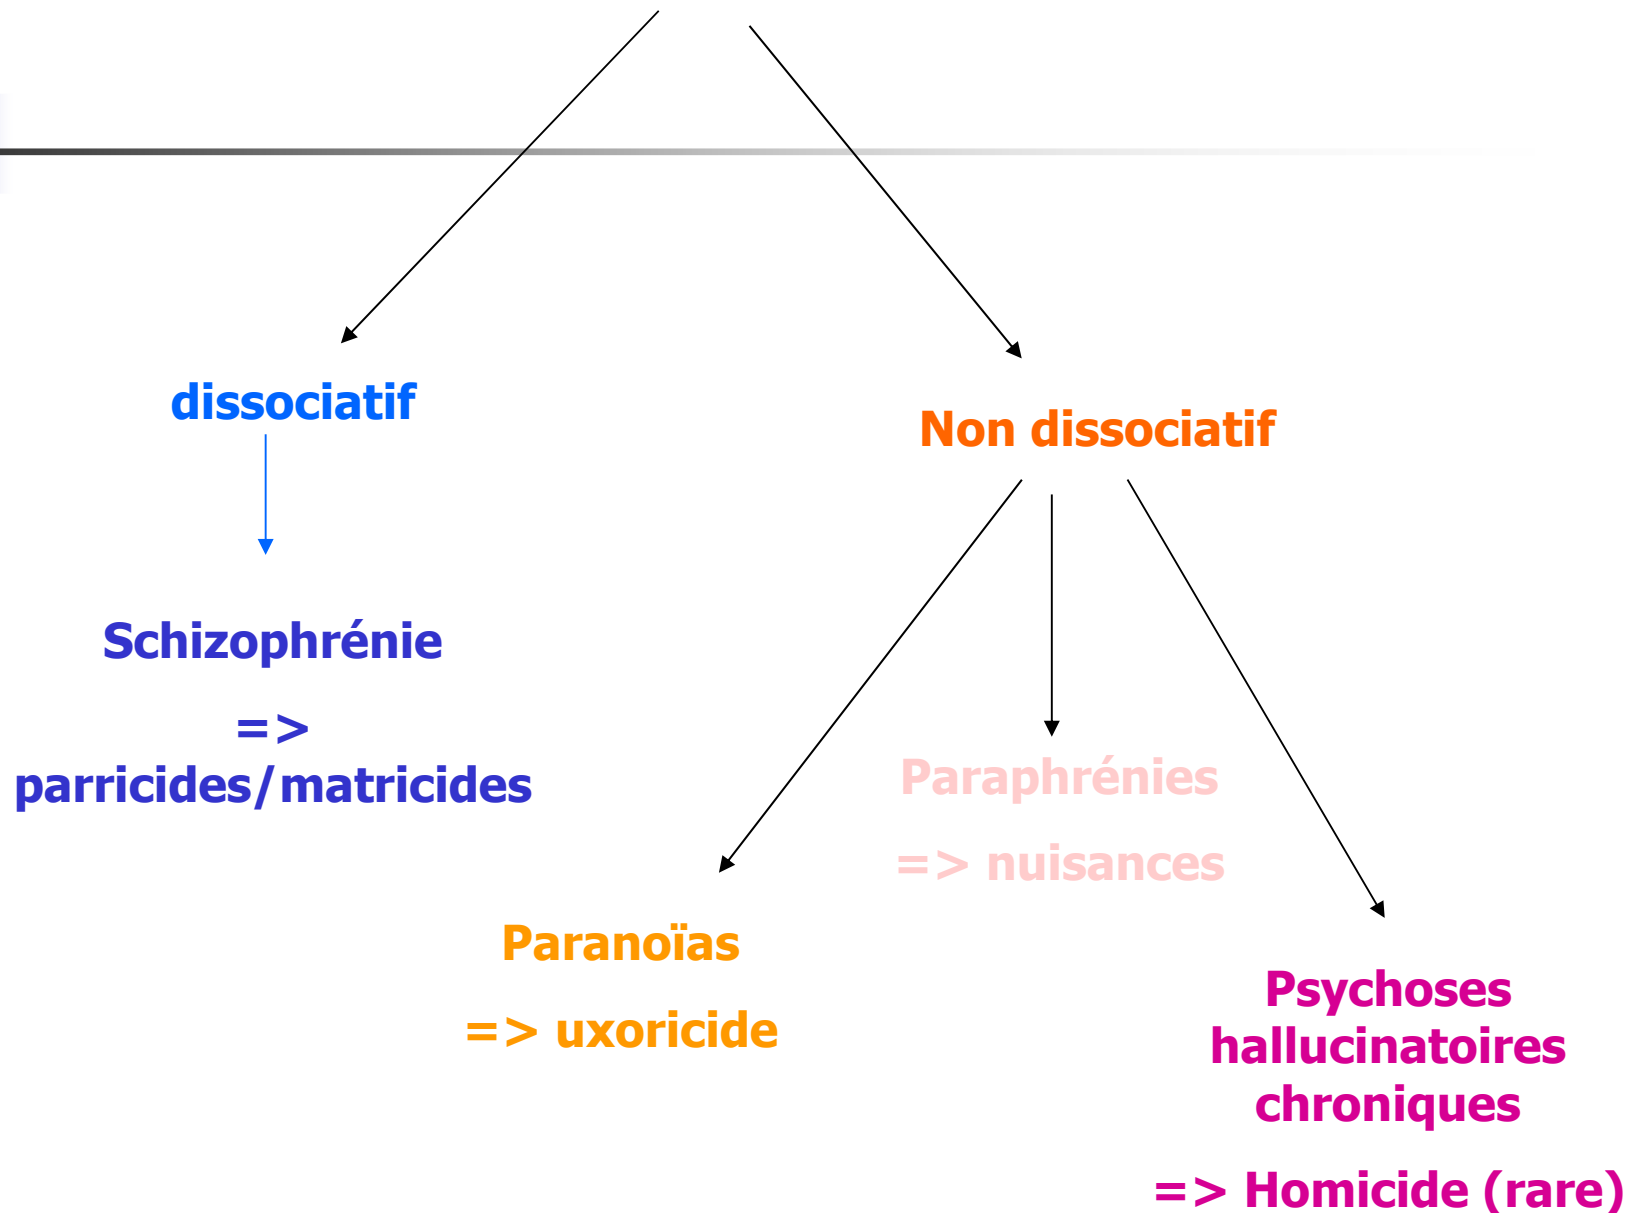 dissociatif
Non dissociatif
Schizophrénie
=>
parricides/matricides
Paraphrénies
=> nuisances
Paranoïas
=> uxoricide
Psychoses
hallucinatoires
chroniques
=> Homicide (rare)